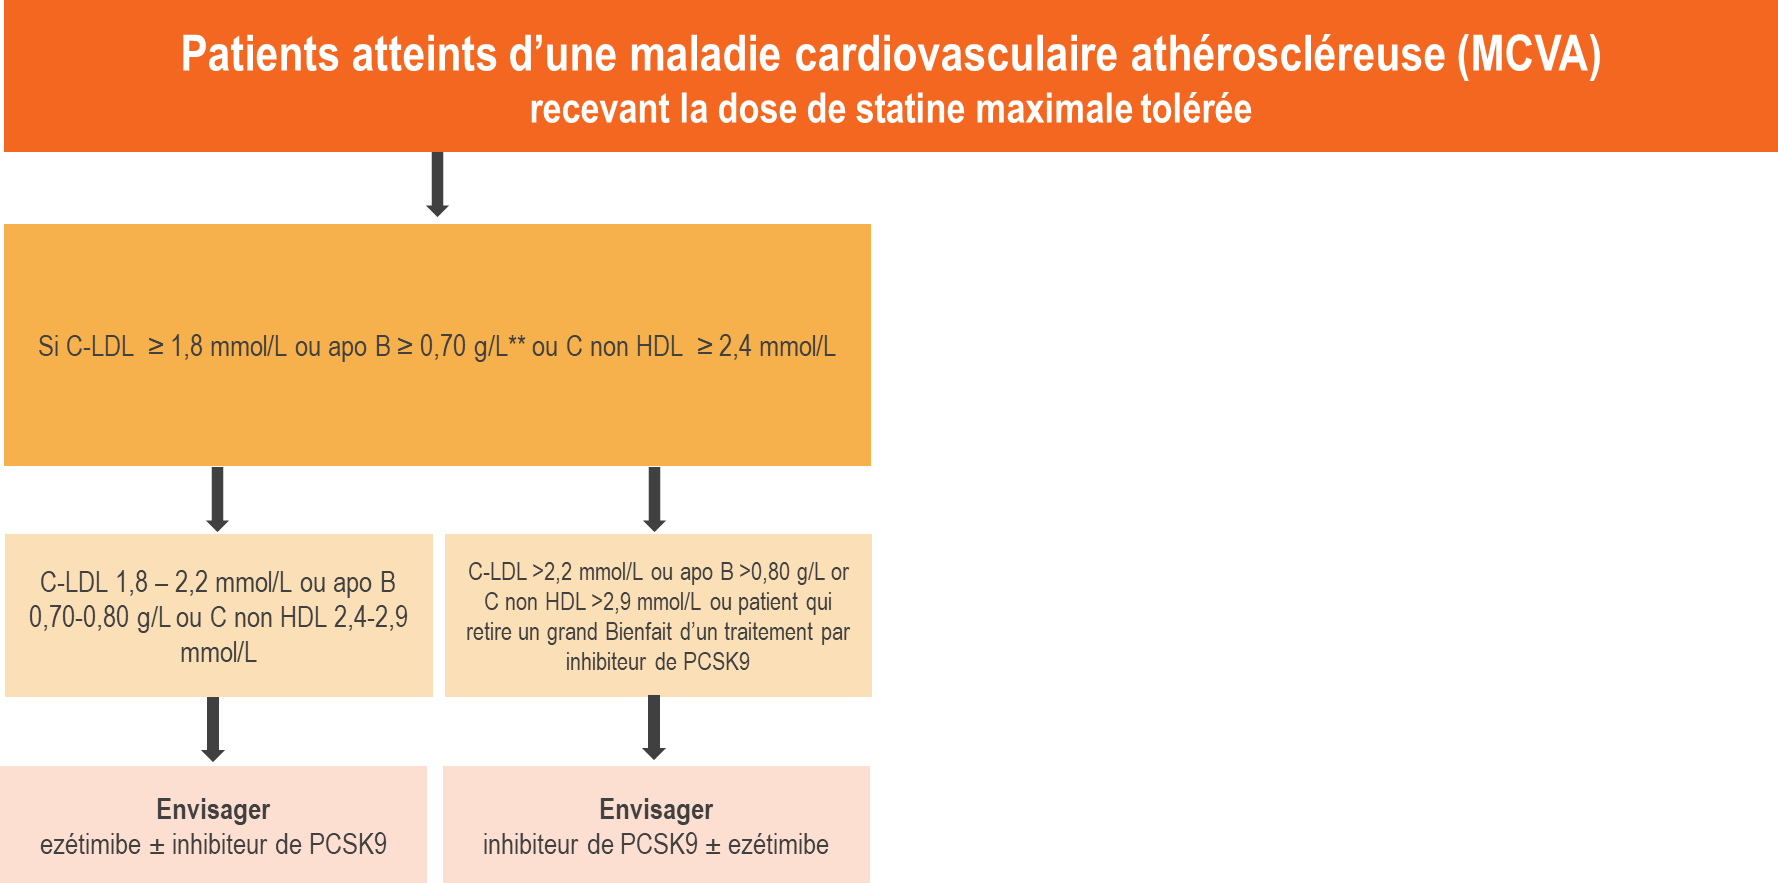 Patients atteints d’une maladie cardiovasculaire athéroscléreuse (MCVA)
recevant la dose de statine maximale tolérée
Si C-LDL ≥ 1,8 mmol/L ou apo B ≥ 0,70 g/L** ou C non HDL ≥ 2,4 mmol/L
C-LDL 1,8 – 2,2 mmol/L ou apo B
0,70-0,80 g/L ou C non HDL 2,4-2,9
mmol/L
C-LDL >2,2 mmol/L ou apo B >0,80 g/L or
C non HDL >2,9 mmol/L ou patient qui
retire un grand Bienfait d’un traitement par
inhibiteur de PCSK9
Envisager
ezétimibe ± inhibiteur de PCSK9
Envisager
inhibiteur de PCSK9 ± ezétimibe